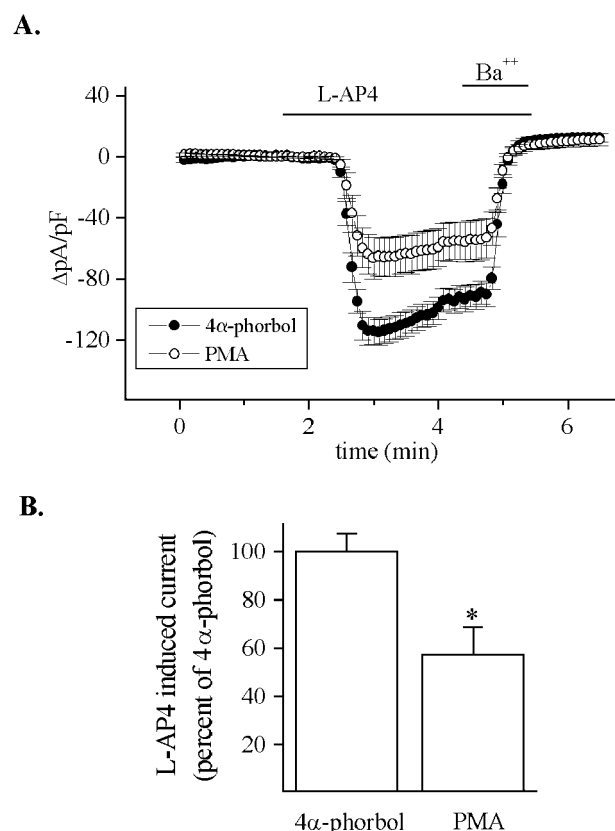 A.
Ba++
L-AP4
40
0
-40
-80
-120
ΔpA/pF
4α-phorbol
PMA
0
2
4
6
time (min)
B.
L-AP4 induced current
(percent of 4α-phorbol)
100
80
60
40
20
*
4α-phorbol
PMA